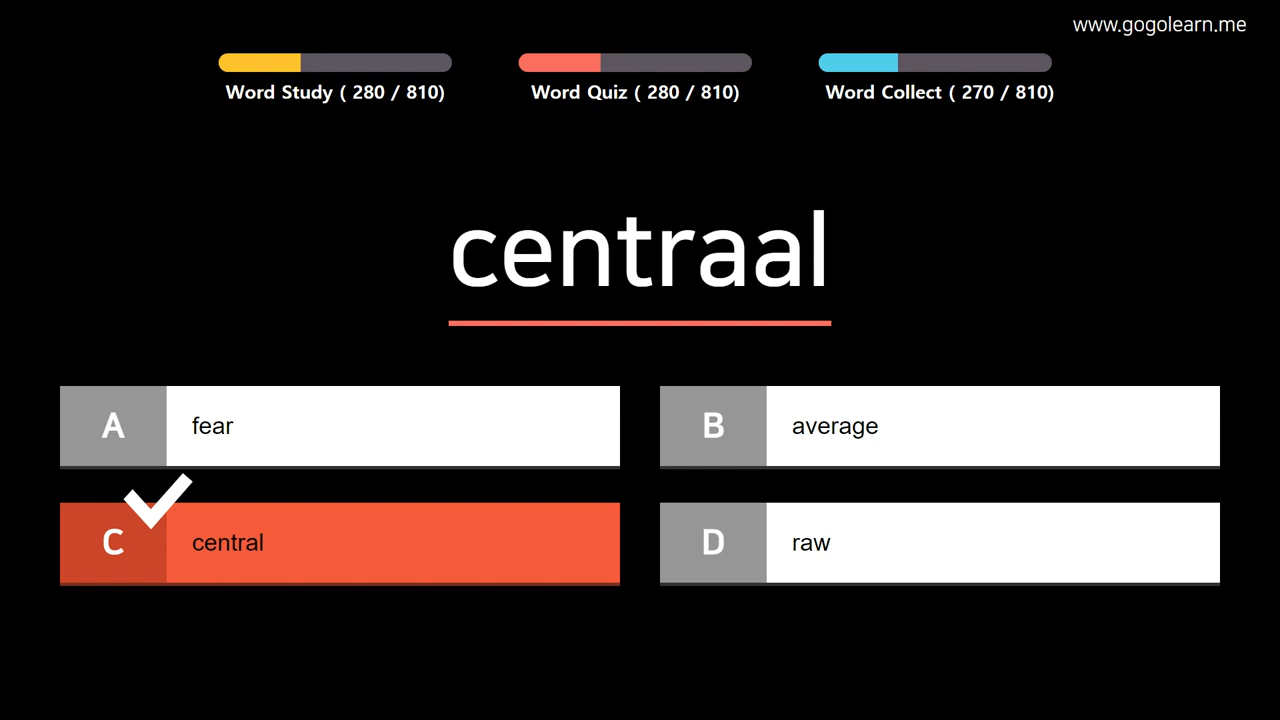 www.gogolearn.me
Word Study ( 280 / 810)
Word Quiz ( 280 / 810)
Word Collect ( 270 / 810)
centraal
A fear
B average
C central
D raw